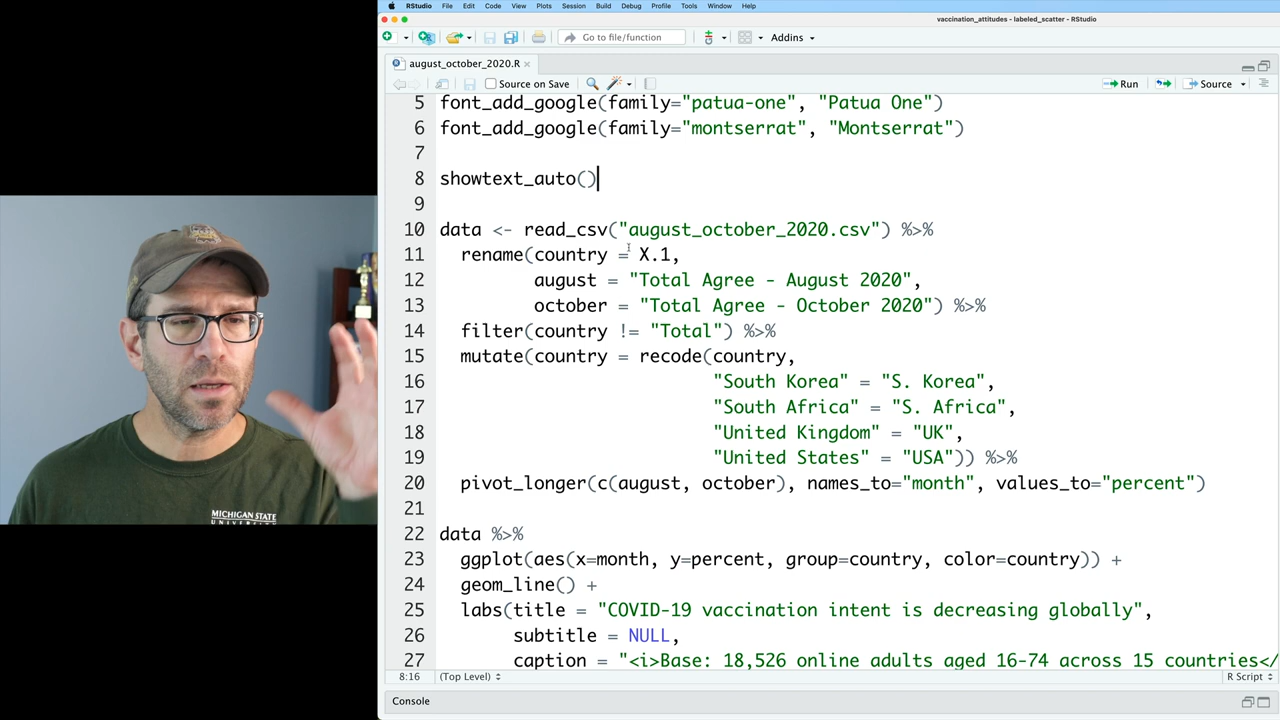 RStudio File Edit Code View Plots Session Build Debug Profile Tools Window Help
vaccination_attitudes - labeled_scatter - RStudio
Go to file/function Addins
august_october_2020.R
Source on Save Run Source
5 font_add_google(family="patua-one", "Patua One")
6 font_add_google(family="montserrat", "Montserrat")
7
8 showtext_auto()
9
10 data <- read_csv("august_october_2020.csv") %>%
11 rename(country = X.1,
12 august = "Total Agree - August 2020",
13 october = "Total Agree - October 2020") %>%
14 filter(country != "Total") %>%
15 mutate(country = recode(country,
16 "South Korea" = "S. Korea",
17 "South Africa" = "S. Africa",
18 "United Kingdom" = "UK",
19 "United States" = "USA")) %>%
20 pivot_longer(c(august, october), names_to="month", values_to="percent")
21
22 data %>%
23 ggplot(aes(x=month, y=percent, group=country, color=country)) +
24 geom_line() +
25 labs(title = "COVID-19 vaccination intent is decreasing globally",
26 subtitle = NULL,
27 caption = "<i>Base: 18,526 online adults aged 16-74 across 15 countries</
8:16 (Top Level) R Script
Console
MICHIGAN STATE
UNIVERSITY